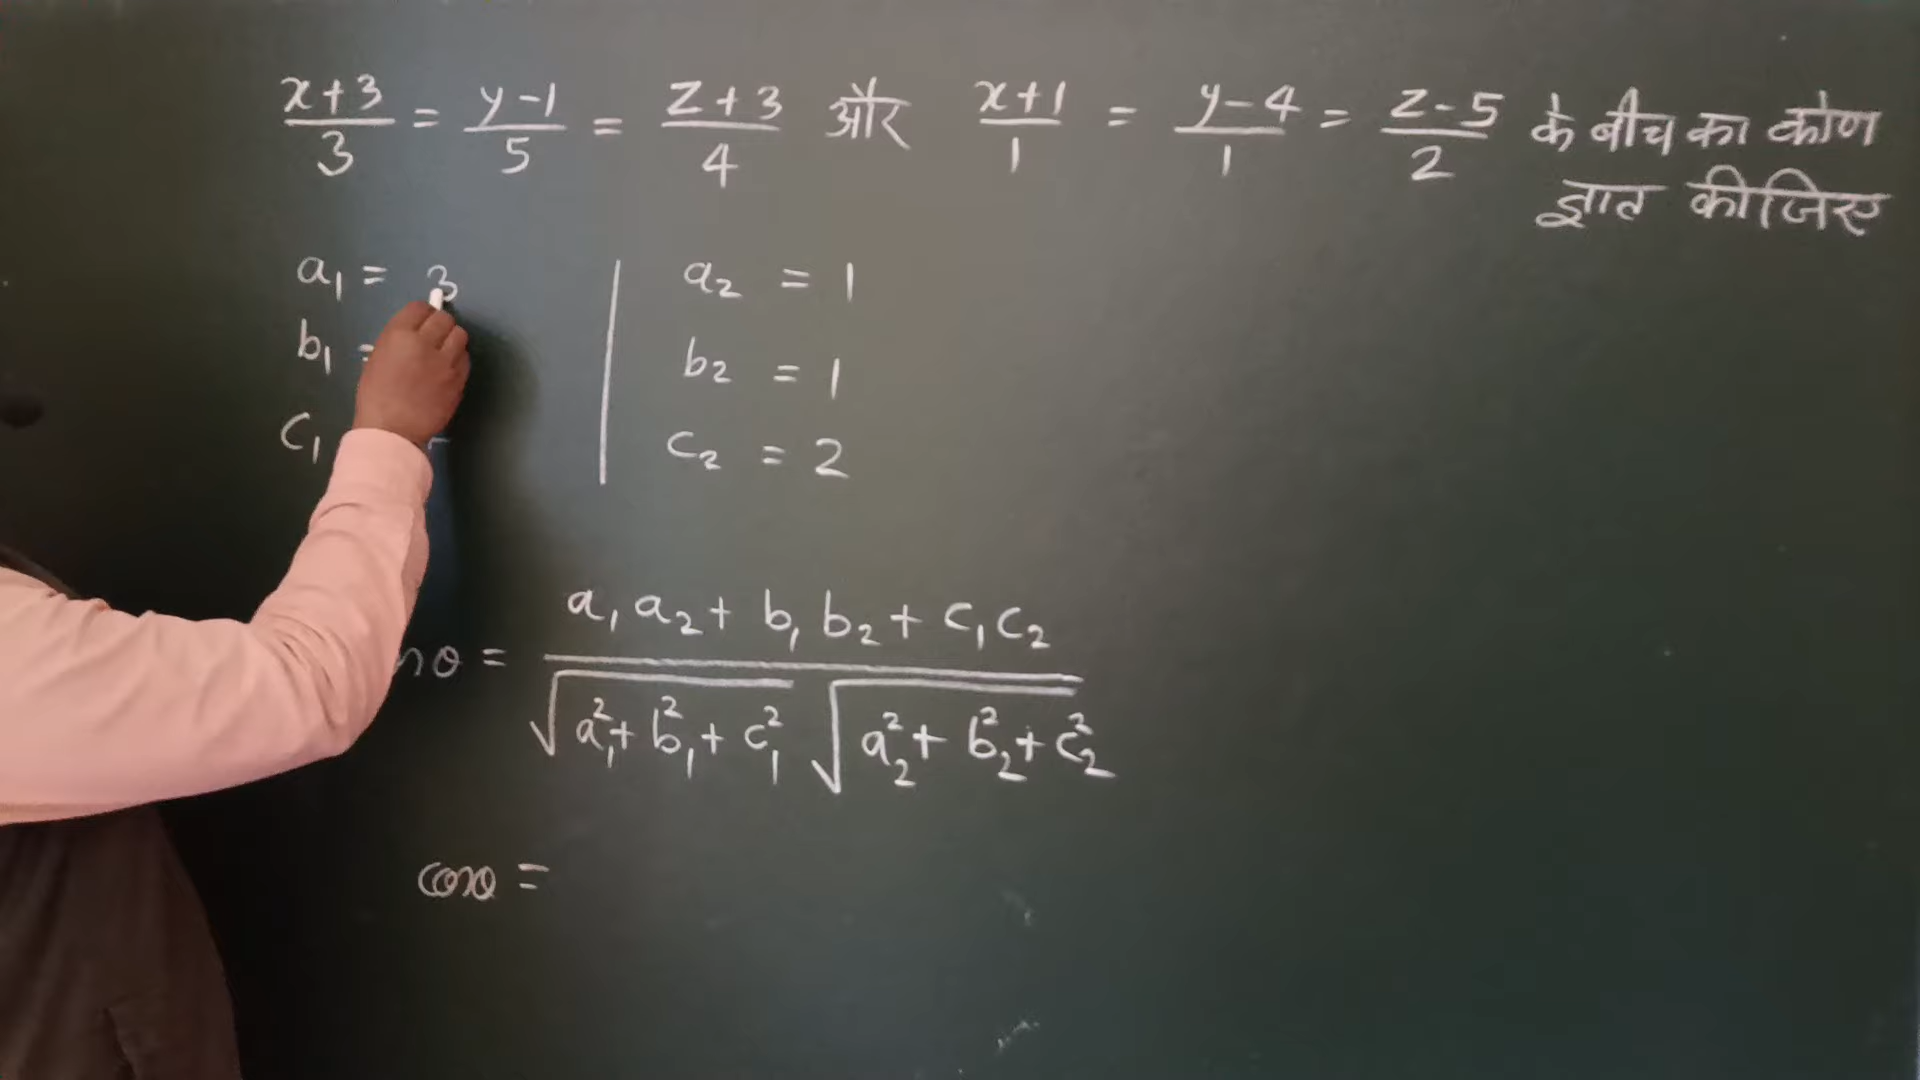 x+3/3 = y-1/5 = z+3/4 और x+1/1 = y-4/1 = z-5/2 के बीच का कोण
ज्ञात कीजिए
a₁ = 3
b₁ =
c₁
a₂ = 1
b₂ = 1
c₂ = 2
θ = a₁a₂ + b₁b₂ + c₁c₂ / √a₁²+b₁²+c₁² √a₂²+b₂²+c₂²
cosθ =